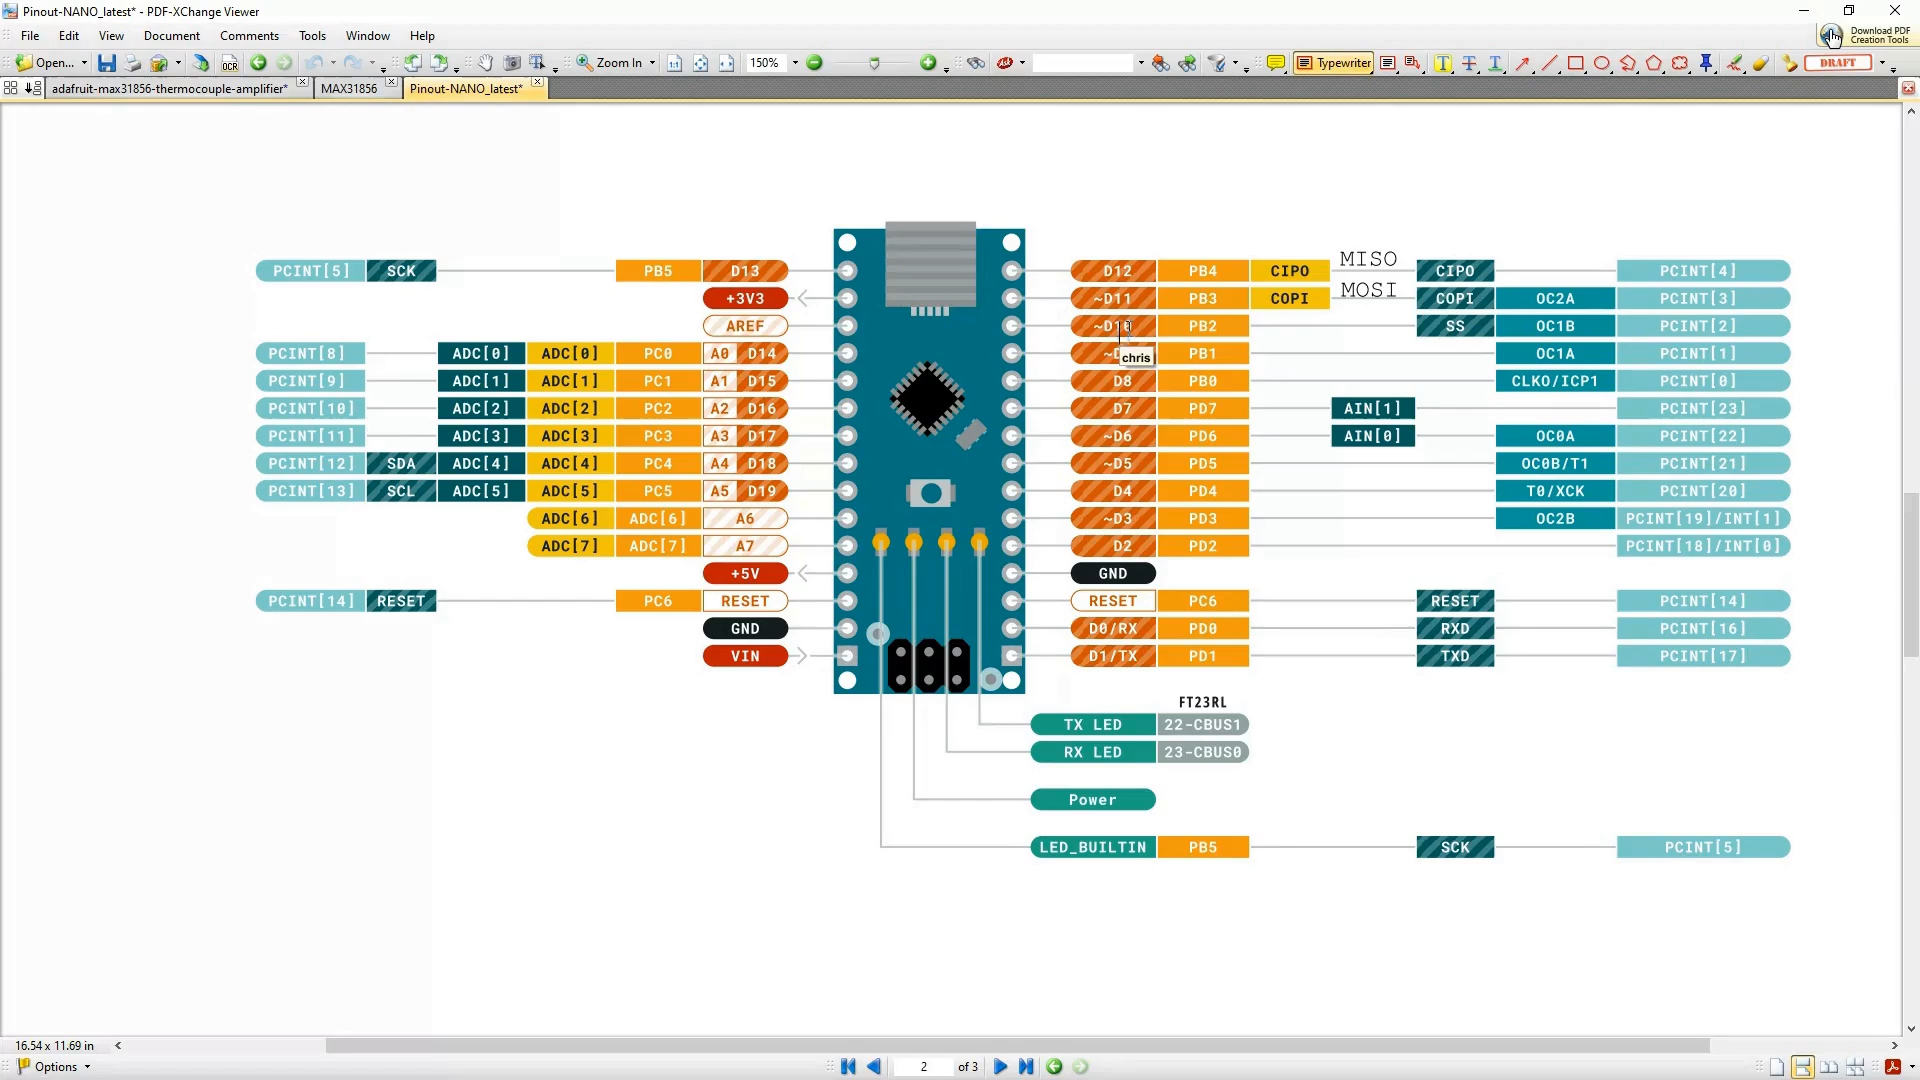 Pinout-NANO_latest* - PDF-XChange Viewer
File Edit View Document Comments Tools Window Help
Download PDF
Creation Tools
Open... OCR Zoom In 150% Typewriter DRAFT
adafruit-max31856-thermocouple-amplifier* MAX31856 Pinout-NANO_latest*
MISO
PCINT[5] SCK PB5 D13 D12 PB4 CIPO CIPO PCINT[4]
MOSI
+3V3 ~D11 PB3 COPI COPI OC2A PCINT[3]
AREF ~D10 PB2 SS OC1B PCINT[2]
PCINT[8] ADC[0] ADC[0] PC0 A0 D14 PB1 OC1A PCINT[1]
chris
PCINT[9] ADC[1] ADC[1] PC1 A1 D15 D8 PB0 CLKO/ICP1 PCINT[0]
PCINT[10] ADC[2] ADC[2] PC2 A2 D16 D7 PD7 AIN[1] PCINT[23]
PCINT[11] ADC[3] ADC[3] PC3 A3 D17 ~D6 PD6 AIN[0] OC0A PCINT[22]
PCINT[12] SDA ADC[4] ADC[4] PC4 A4 D18 ~D5 PD5 OC0B/T1 PCINT[21]
PCINT[13] SCL ADC[5] ADC[5] PC5 A5 D19 D4 PD4 T0/XCK PCINT[20]
ADC[6] ADC[6] A6 ~D3 PD3 OC2B PCINT[19]/INT[1]
ADC[7] ADC[7] A7 D2 PD2 PCINT[18]/INT[0]
+5V GND
PCINT[14] RESET PC6 RESET RESET PC6 RESET PCINT[14]
GND D0/RX PD0 RXD PCINT[16]
VIN D1/TX PD1 TXD PCINT[17]
FT23RL
TX LED 22-CBUS1
RX LED 23-CBUS0
Power
LED_BUILTIN PB5 SCK PCINT[5]
16.54 x 11.69 in
Options 2 of 3